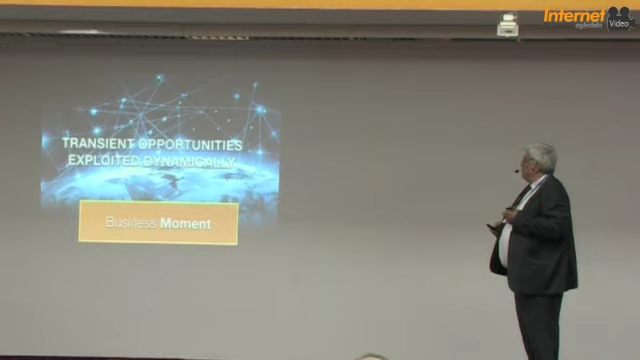 Internet
Video
TRANSIENT OPPORTUNITIES
EXPLOITED DYNAMICALLY
Business Moment